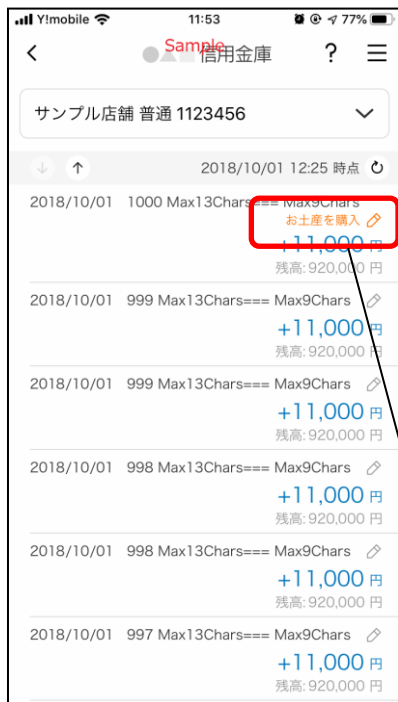 Y!mobile 11:53 77%
Sample
信用金庫 ?
サンプル店舗 普通 1123456
↓ ↑ 2018/10/01 12:25 時点
2018/10/01 1000 Max13Chars=== Max9Chars
お土産を購入
+11,000 円
残高: 920,000 円
2018/10/01 999 Max13Chars=== Max9Chars
+11,000 円
残高: 920,000 円
2018/10/01 999 Max13Chars=== Max9Chars
+11,000 円
残高: 920,000 円
2018/10/01 998 Max13Chars=== Max9Chars
+11,000 円
残高: 920,000 円
2018/10/01 998 Max13Chars=== Max9Chars
+11,000 円
残高: 920,000 円
2018/10/01 997 Max13Chars=== Max9Chars
+11,000 円
残高: 920,000 円